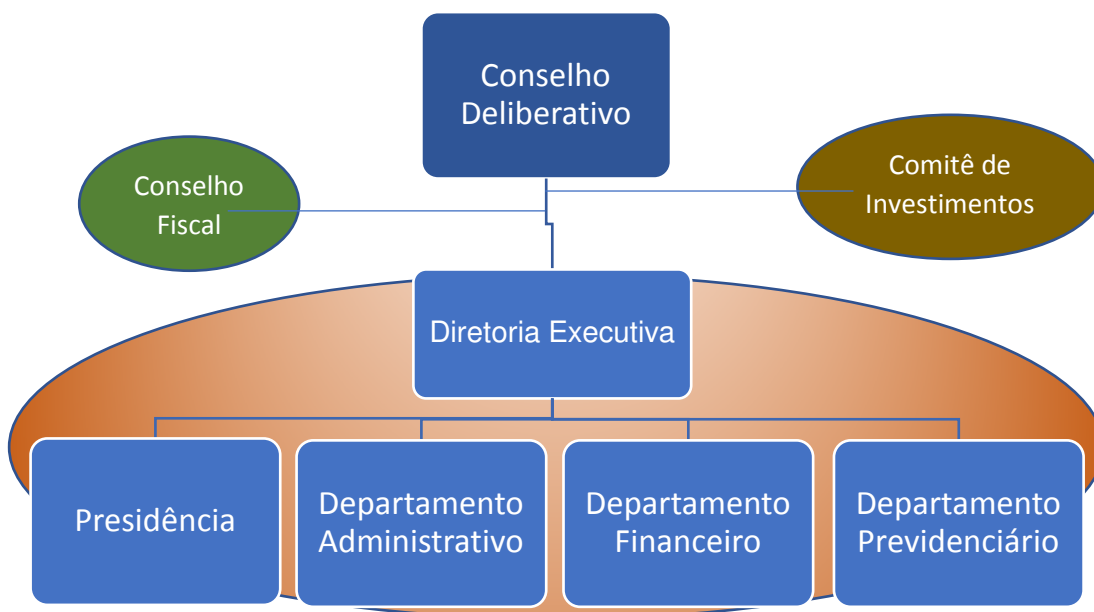 Conselho
Deliberativo
Conselho
Fiscal
Comitê de
Investimentos
Diretoria Executiva
Presidência
Departamento
Administrativo
Departamento
Financeiro
Departamento
Previdenciário